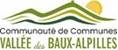 Communauté de Communes
VALLÉE des BAUX-ALPILLES